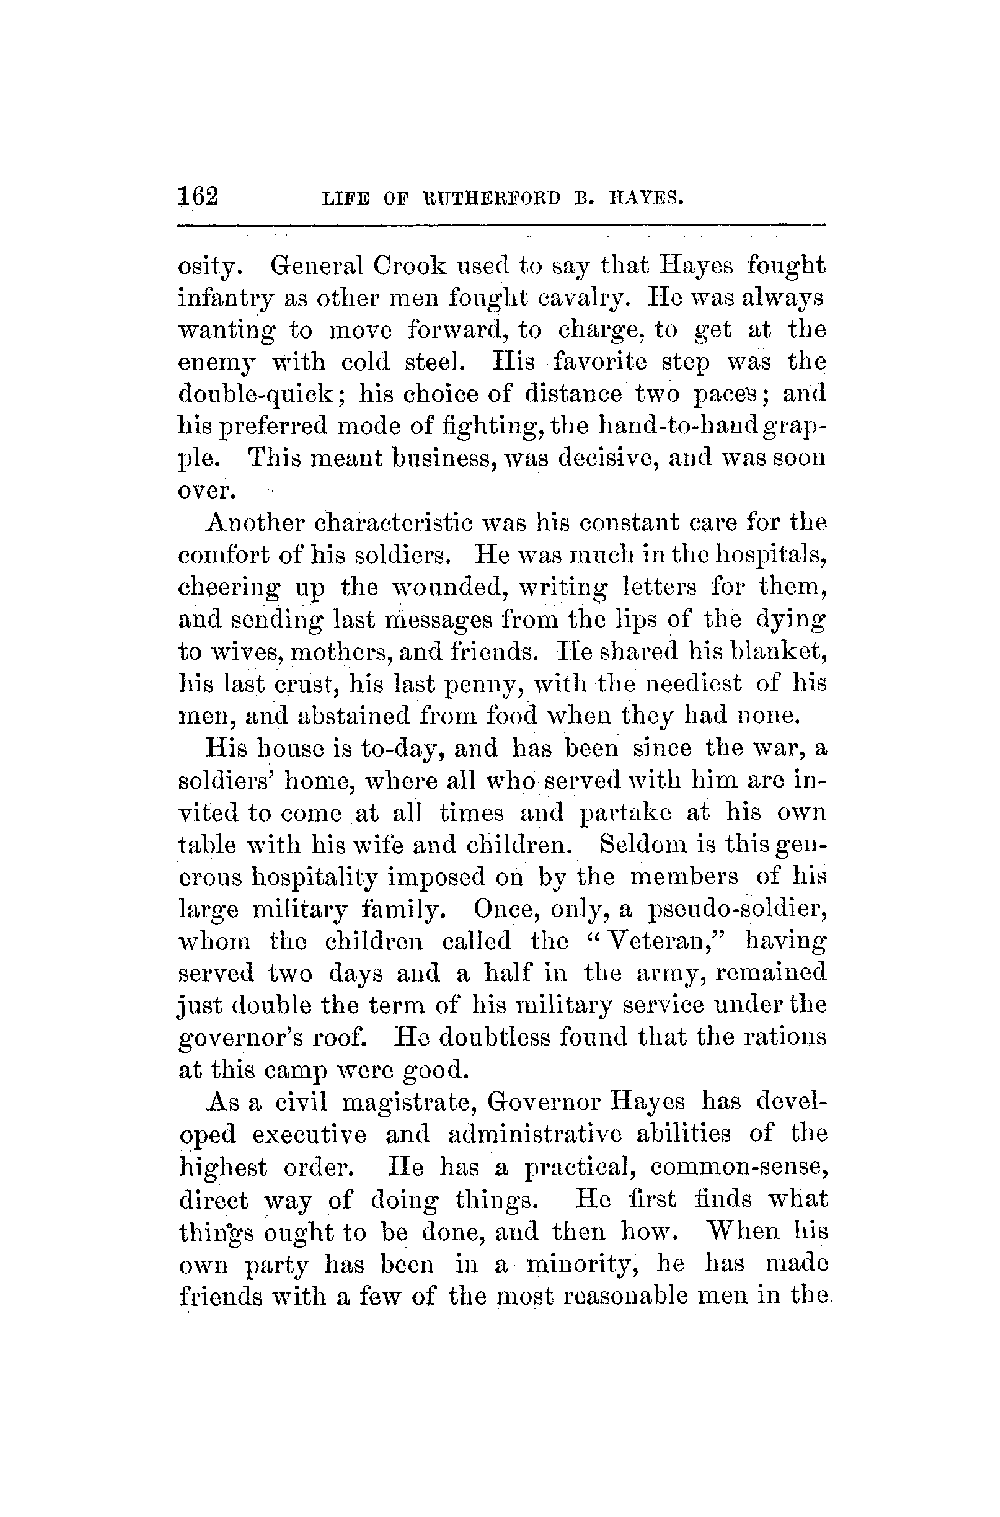 162 LIFE OF RUTHERFORD B. HAYES.
osity. General Crook used to say that Hayes fought
infantry as other men fought cavalry. He was always
wanting to move forward, to charge, to get at the
enemy with cold steel. His favorite step was the
double-quick; his choice of distance two paces; and
his preferred mode of fighting, the hand-to-hand grap-
ple. This meant business, was decisive, and was soon
over.
Another characteristic was his constant care for the
comfort of his soldiers. He was much in the hospitals,
cheering up the wounded, writing letters for them,
and sending last messages from the lips of the dying
to wives, mothers, and friends. He shared his blanket,
his last crust, his last penny, with the neediest of his
men, and abstained from food when they had none.
His house is to-day, and has been since the war, a
soldiers' home, where all who served with him are in-
vited to come at all times and partake at his own
table with his wife and children. Seldom is this gen-
erous hospitality imposed on by the members of his
large military family. Once, only, a pseudo-soldier,
whom the children called the "Veteran," having
served two days and a half in the army, remained
just double the term of his military service under the
governor's roof. He doubtless found that the rations
at this camp were good.
As a civil magistrate, Governor Hayes has devel-
oped executive and administrative abilities of the
highest order. He has a practical, common-sense,
direct way of doing things. He first finds what
things ought to be done, and then how. When his
own party has been in a minority, he has made
friends with a few of the most reasonable men in the